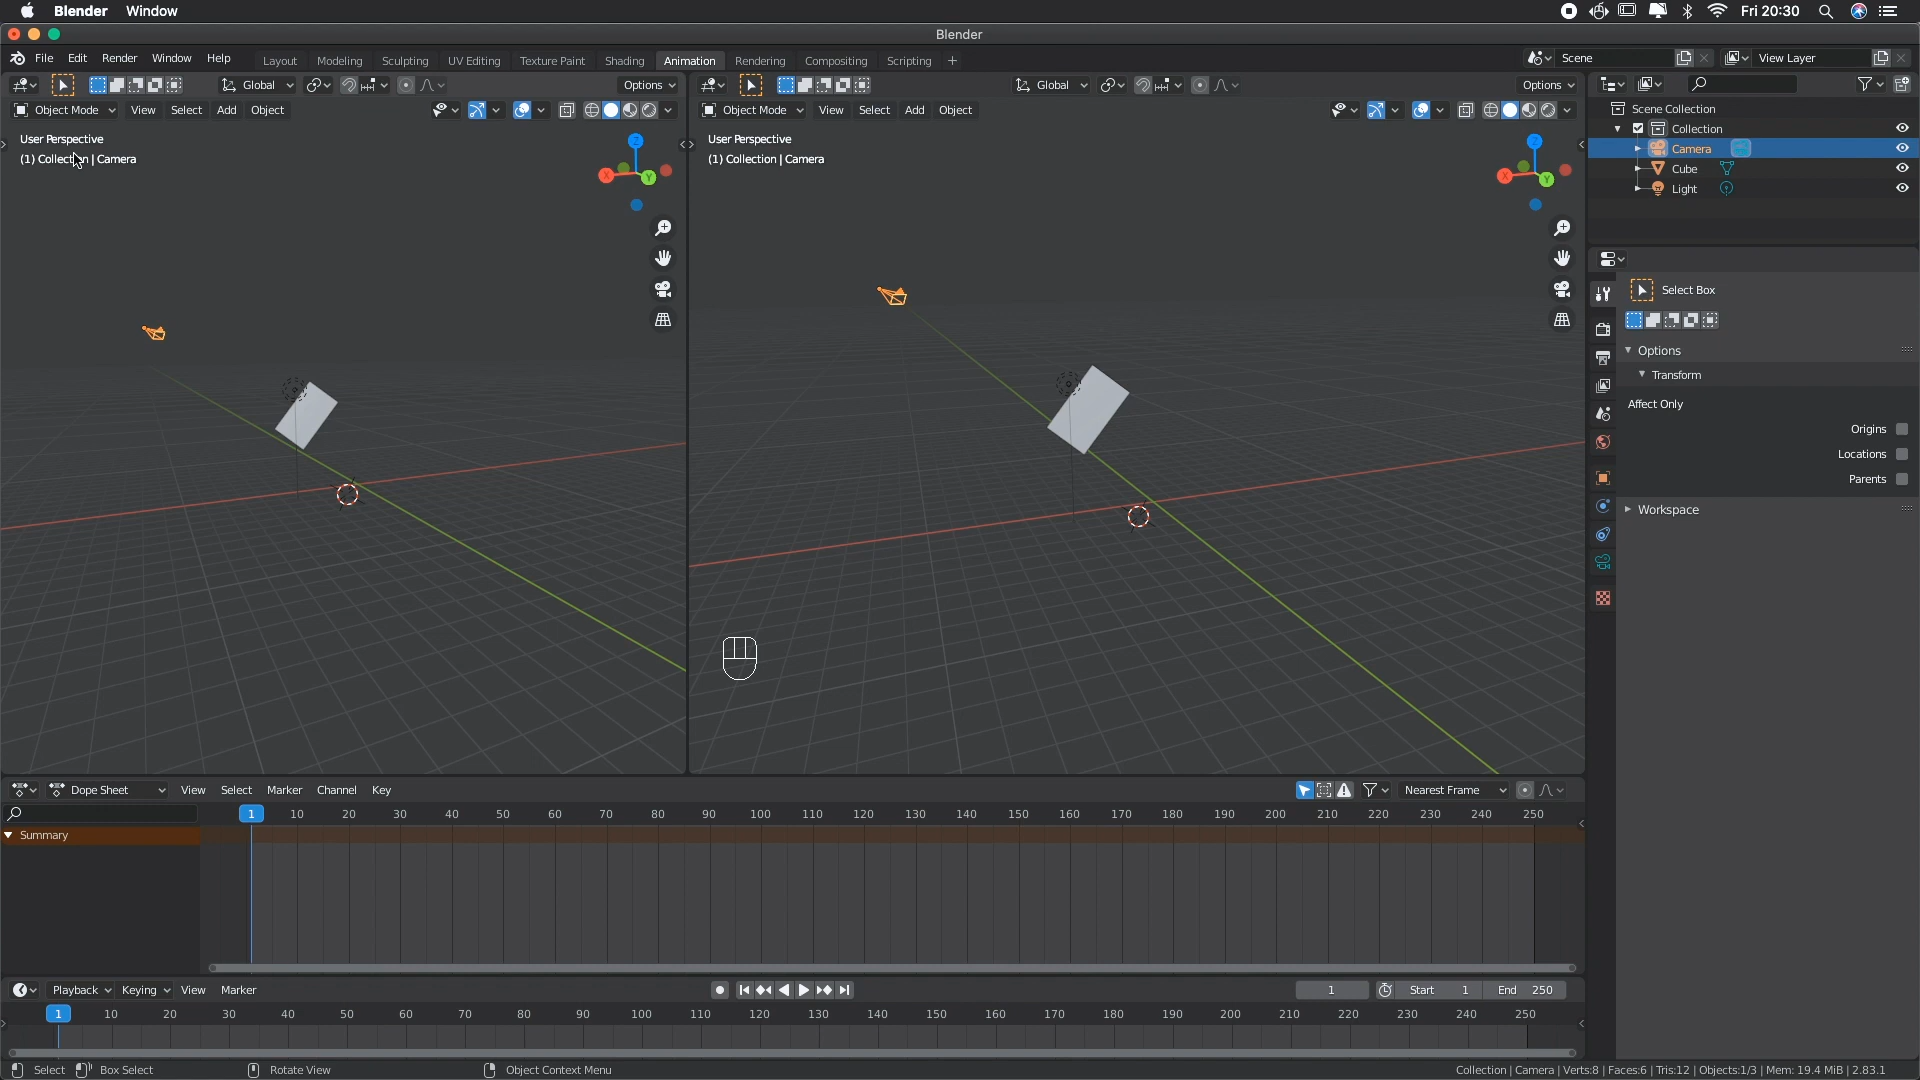 Blender Window Fri 20:30
Blender
File Edit Render Window Help Layout Modeling Sculpting UV Editing Texture Paint Shading Animation Rendering Compositing Scripting + Scene View Layer
Global Options Global Options
Object Mode View Select Add Object Object Mode View Select Add Object
User Perspective
(1) Collection | Camera
Z
X
Y
User Perspective
(1) Collection | Camera
Z
X
Y
Scene Collection
Collection
Camera
Cube
Light
Select Box
Options
Transform
Affect Only
Origins
Locations
Parents
Workspace
Dope Sheet View Select Marker Channel Key Nearest Frame
1 10 20 30 40 50 60 70 80 90 100 110 120 130 140 150 160 170 180 190 200 210 220 230 240 250
Summary
Playback Keying View Marker 1 Start 1 End 250
1 10 20 30 40 50 60 70 80 90 100 110 120 130 140 150 160 170 180 190 200 210 220 230 240 250
Select Box Select Rotate View Object Context Menu Collection | Camera | Verts:8 | Faces:6 | Tris:12 | Objects:1/3 | Mem: 19.4 MiB | 2.83.1